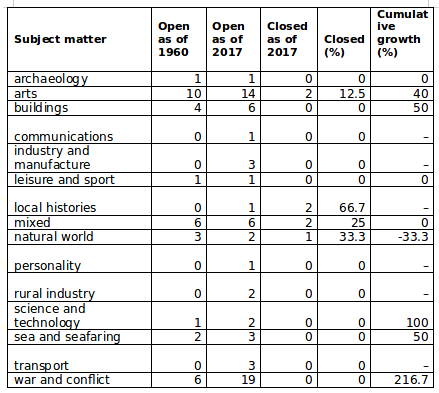 Subject matter | Open as of 1960 | Open as of 2017 | Closed as of 2017 | Closed (%) | Cumulat ive growth (%)
archaeology 1 1 0 0 0
arts 10 14 2 12.5 40
buildings 4 6 0 0 50
communications 0 1 0 0 –
industry and
manufacture 0 3 0 0 –
leisure and sport 1 1 0 0 0
local histories 0 1 2 66.7 –
mixed 6 6 2 25 0
natural world 3 2 1 33.3 -33.3
personality 0 1 0 0 –
rural industry 0 2 0 0 –
science and
technology 1 2 0 0 100
sea and seafaring 2 3 0 0 50
transport 0 3 0 0 –
war and conflict 6 19 0 0 216.7